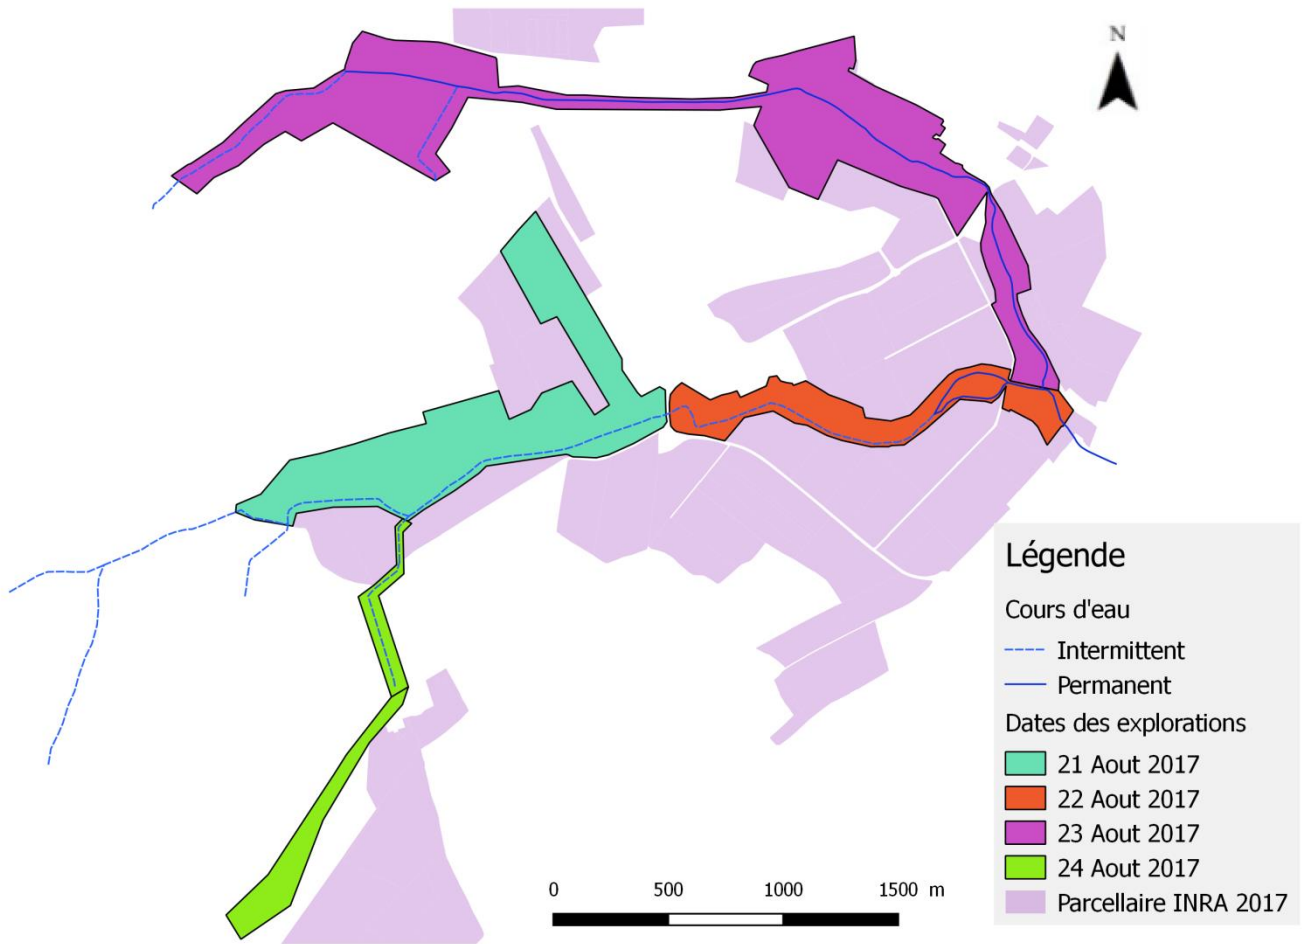 N
Légende
Cours d'eau
Intermittent
Permanent
Dates des explorations
21 Aout 2017
22 Aout 2017
23 Aout 2017
24 Aout 2017
Parcellaire INRA 2017
0 500 1000 1500 m